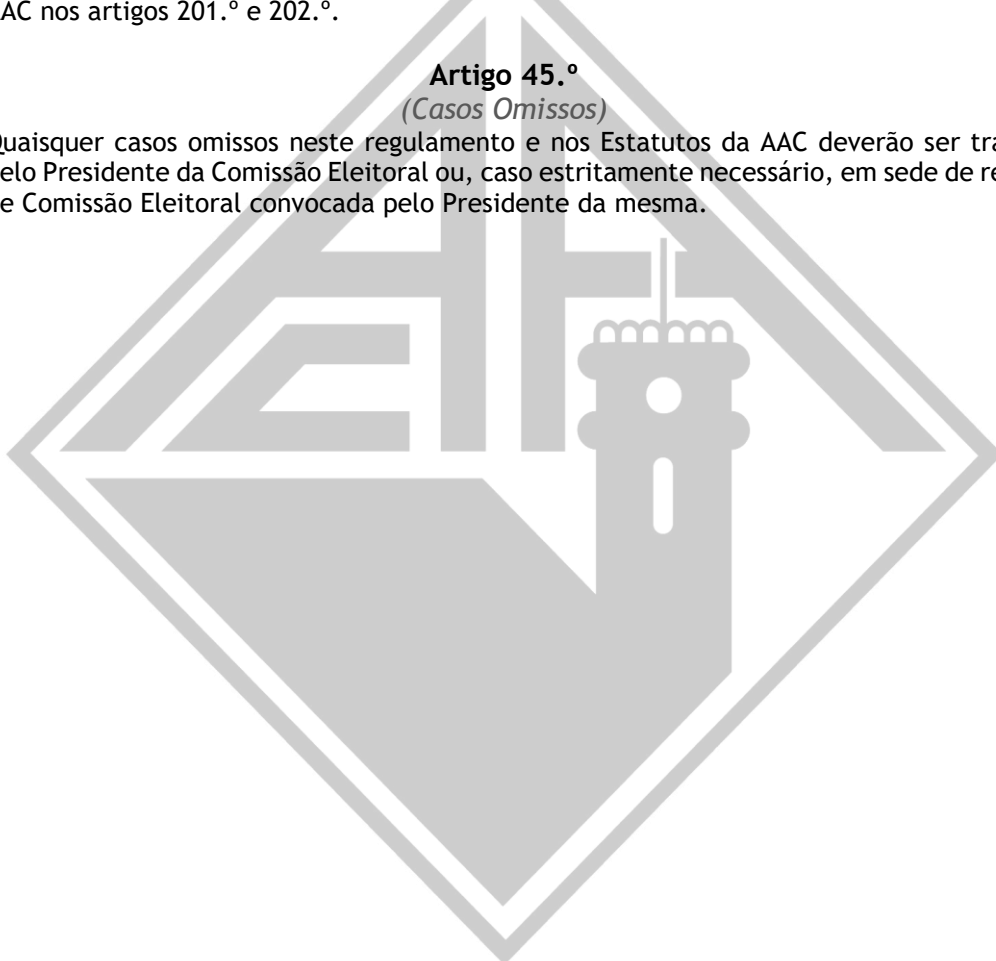 AC nos artigos 201.º e 202.º.
Artigo 45.º
(Casos Omissos)
Quaisquer casos omissos neste regulamento e nos Estatutos da AAC deverão ser tra
elo Presidente da Comissão Eleitoral ou, caso estritamente necessário, em sede de re
e Comissão Eleitoral convocada pelo Presidente da mesma.